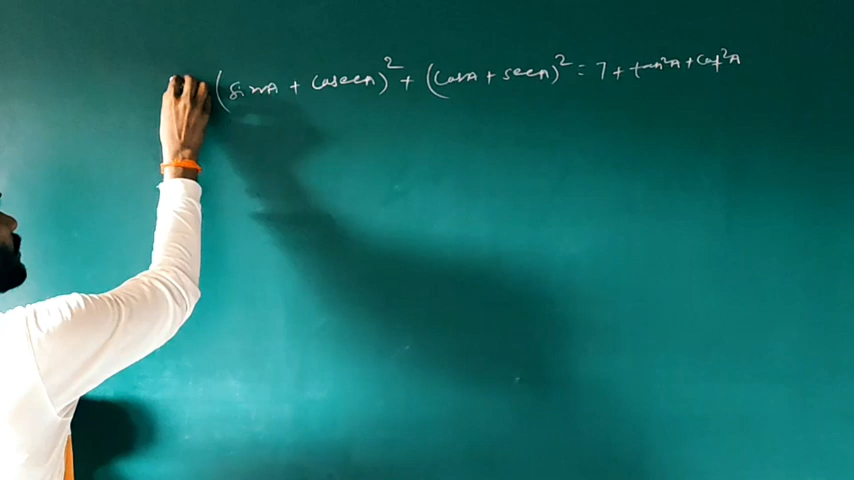 (sinA + CosecA)² + (CosA + secA)² = 7 + tan²A + Cot²A